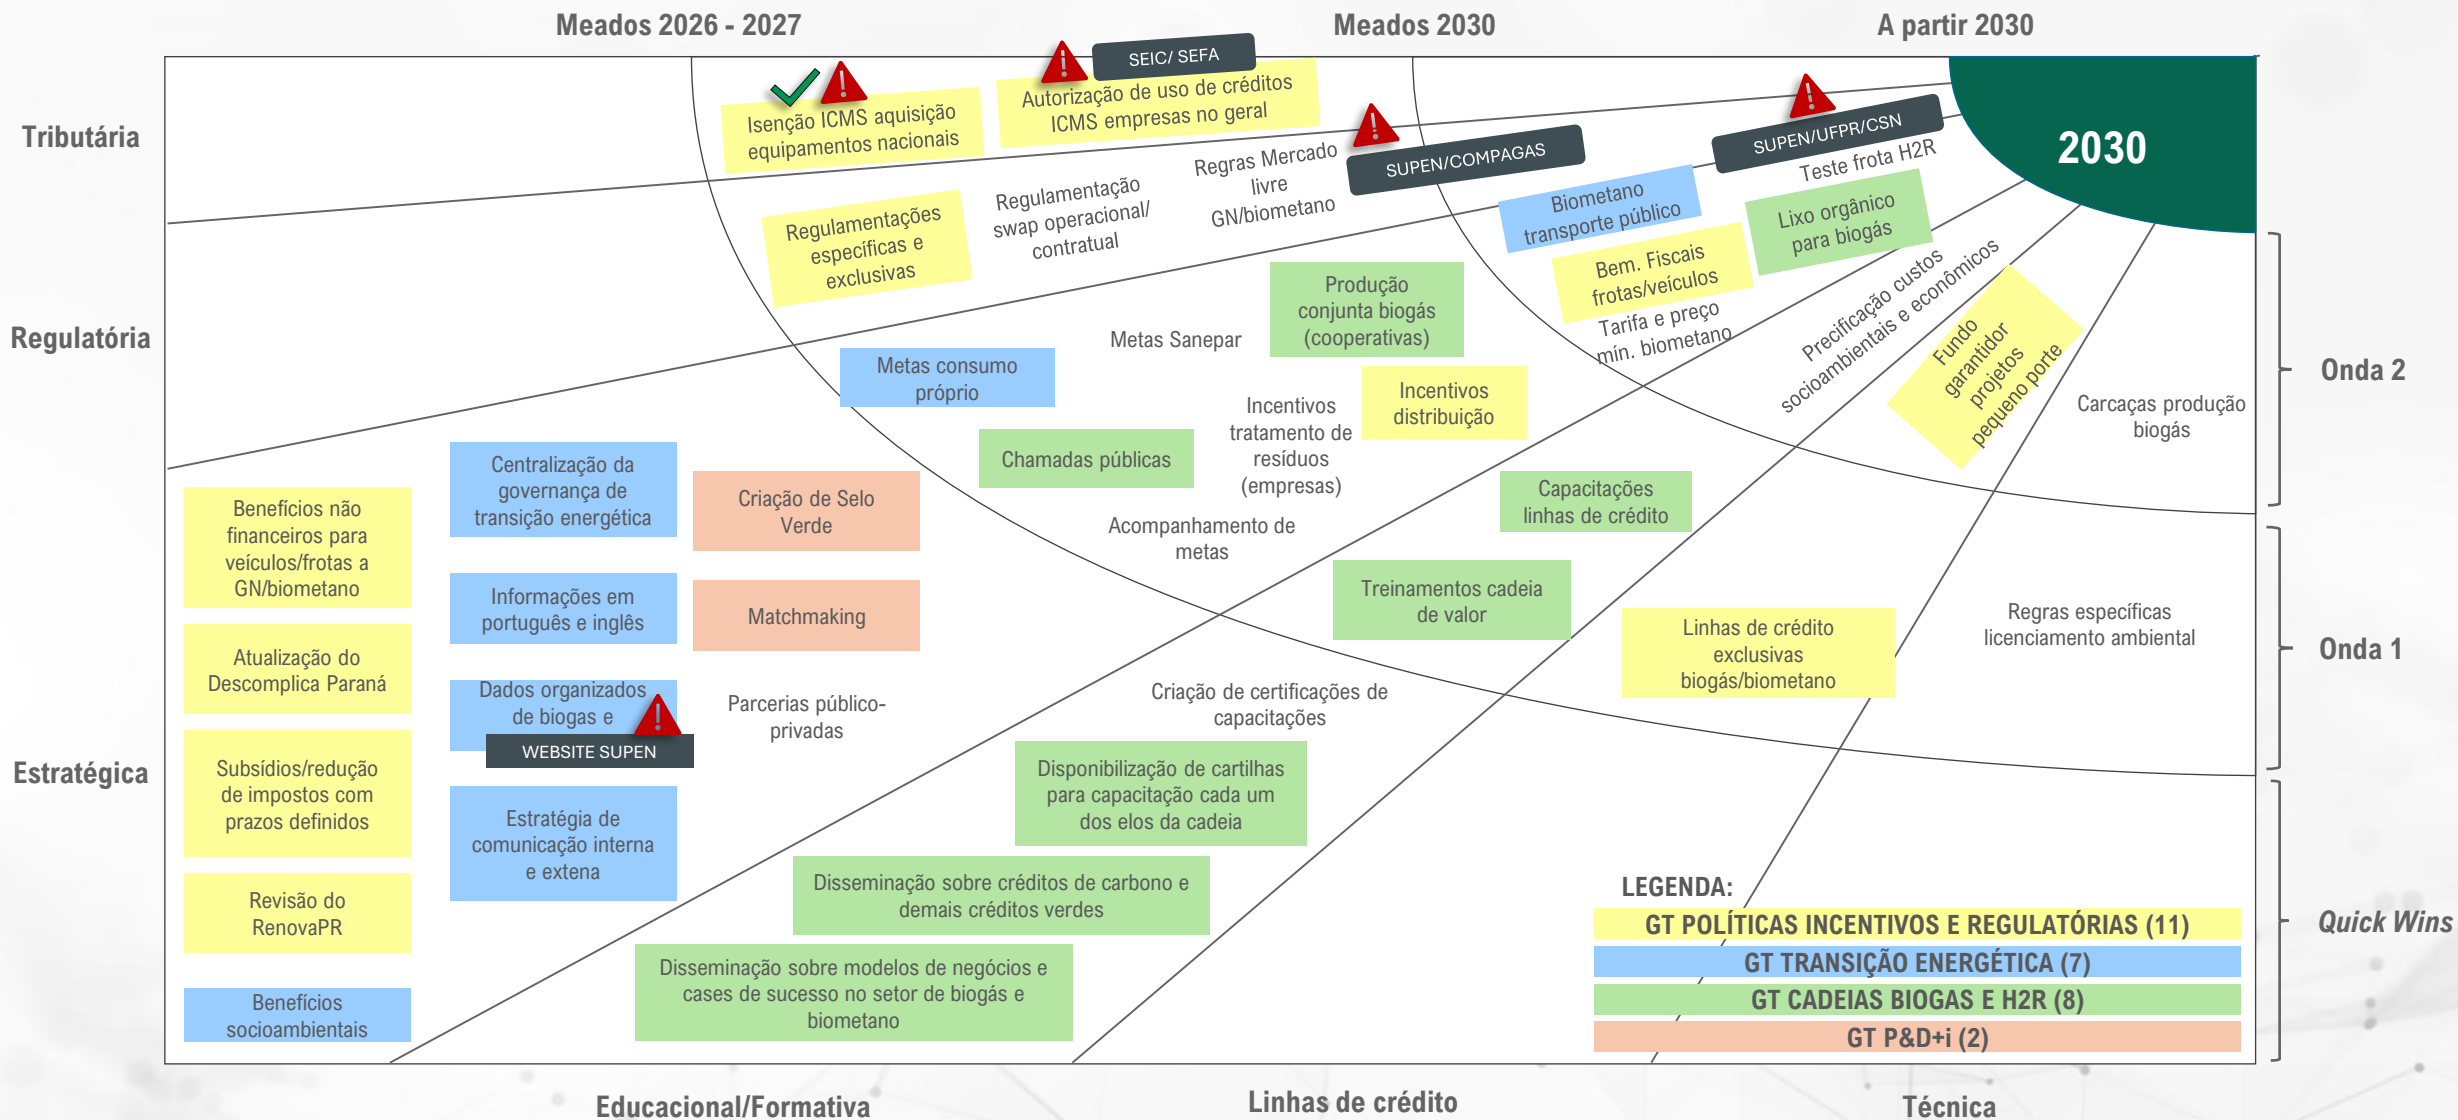 Meados 2026 - 2027
Meados 2030
A partir 2030
Tributária
Regulatória
Estratégica
Isenção ICMS aquisição
equipamentos nacionais
SEIC/ SEFA
Autorização de uso de créditos
ICMS empresas no geral
SUPEN/COMPAGAS
SUPEN/UFPR/CSN
Teste frota H2R
2030
Regulamentações
específicas e
exclusivas
Regulamentação
swap operacional/
contratual
Regras Mercado
livre
GN/biometano
Biometano
transporte público
Lixo orgânico
para biogás
Bem. Fiscais
frotas/veículos
Tarifa e preço
mín. biometano
Precificação custos
socioambientais e econômicos
Fundo
garantidor
projetos
pequeno porte
Carcaças produção
biogás
Produção
conjunta biogás
(cooperativas)
Metas Sanepar
Metas consumo
próprio
Incentivos
distribuição
Incentivos
tratamento de
resíduos
(empresas)
Chamadas públicas
Acompanhamento de
metas
Capacitações
linhas de crédito
Treinamentos cadeia
de valor
Linhas de crédito
exclusivas
biogás/biometano
Regras específicas
licenciamento ambiental
Benefícios não
financeiros para
veículos/frotas a
GN/biometano
Atualização do
Descomplica Paraná
Subsídios/redução
de impostos com
prazos definidos
Revisão do
RenovaPR
Benefícios
socioambientais
Centralização da
governança de
transição energética
Informações em
português e inglês
Dados organizados
de biogas e
WEBSITE SUPEN
Estratégia de
comunicação interna
e extena
Criação de Selo
Verde
Matchmaking
Parcerias público-
privadas
Criação de certificações de
capacitações
Disponibilização de cartilhas
para capacitação cada um
dos elos da cadeia
Disseminação sobre créditos de carbono e
demais créditos verdes
Disseminação sobre modelos de negócios e
cases de sucesso no setor de biogás e
biometano
LEGENDA:
GT POLÍTICAS INCENTIVOS E REGULATÓRIAS (11)
GT TRANSIÇÃO ENERGÉTICA (7)
GT CADEIAS BIOGAS E H2R (8)
GT P&D+i (2)
Onda 2
Onda 1
Quick Wins
Educacional/Formativa
Linhas de crédito
Técnica